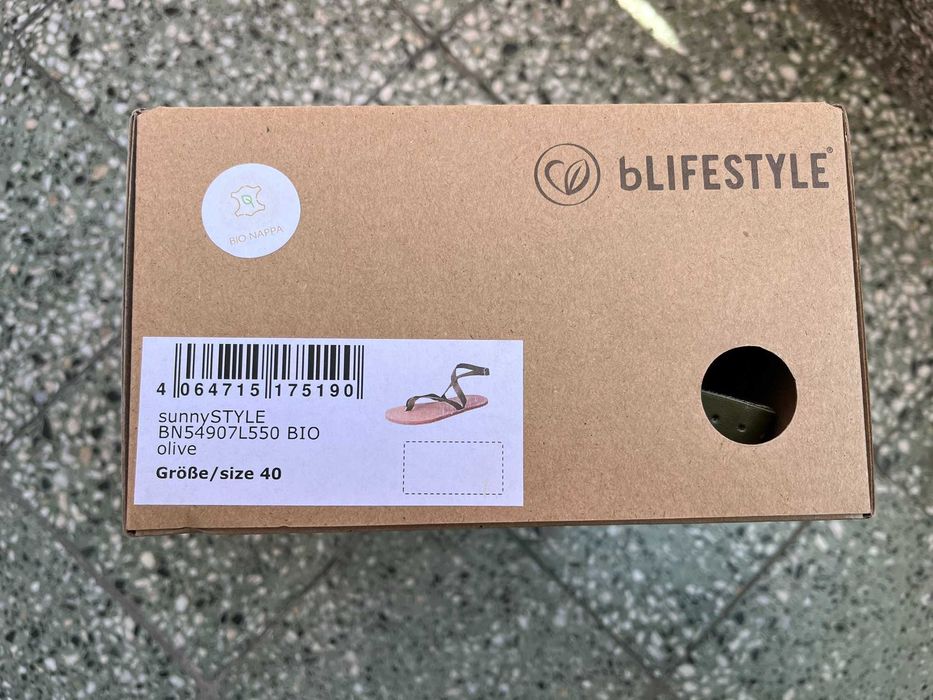 bLIFESTYLE®
BIO NAPPA
4 064715 175190
sunnySTYLE
BN54907L550 BIO
olive
Größe/size 40